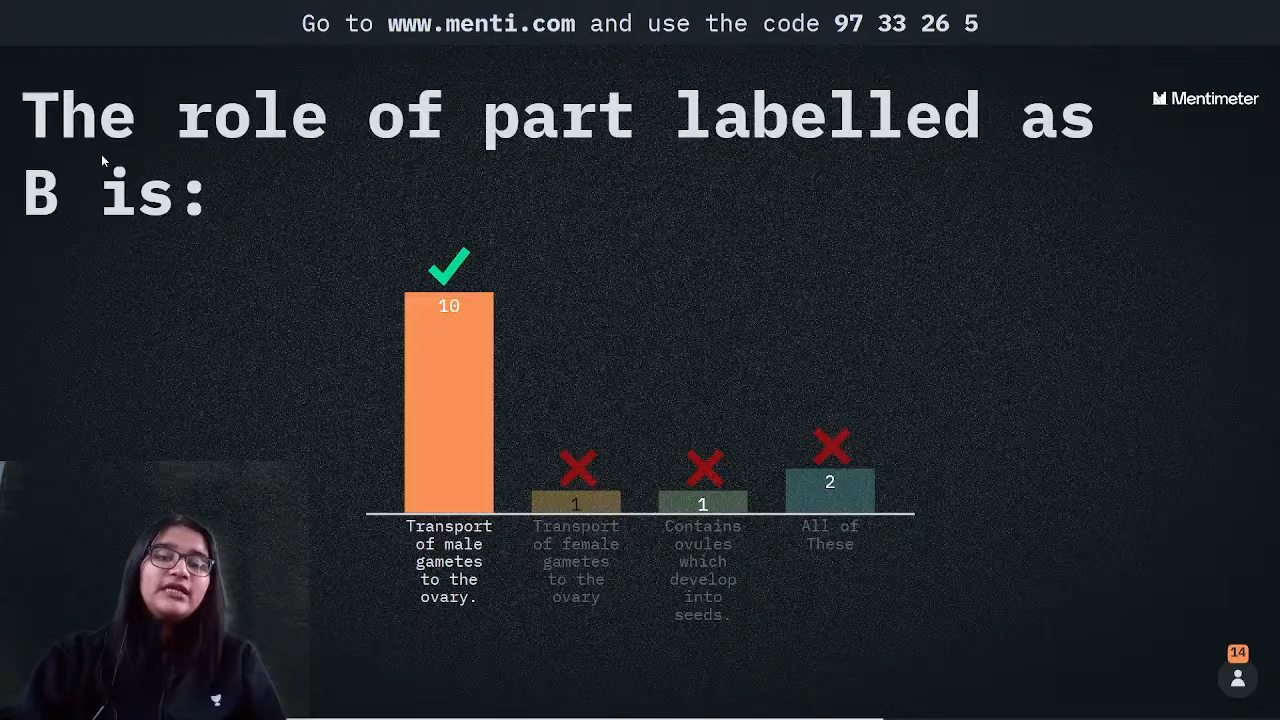 Go to www.menti.com and use the code 97 33 26 5
The role of part labelled as
B is:
Mentimeter
10
1
1
2
Transport
of male
gametes
to the
ovary.
Transport
of female
gametes
to the
ovary
Contains
ovules
which
develop
into
seeds.
All of
These
14